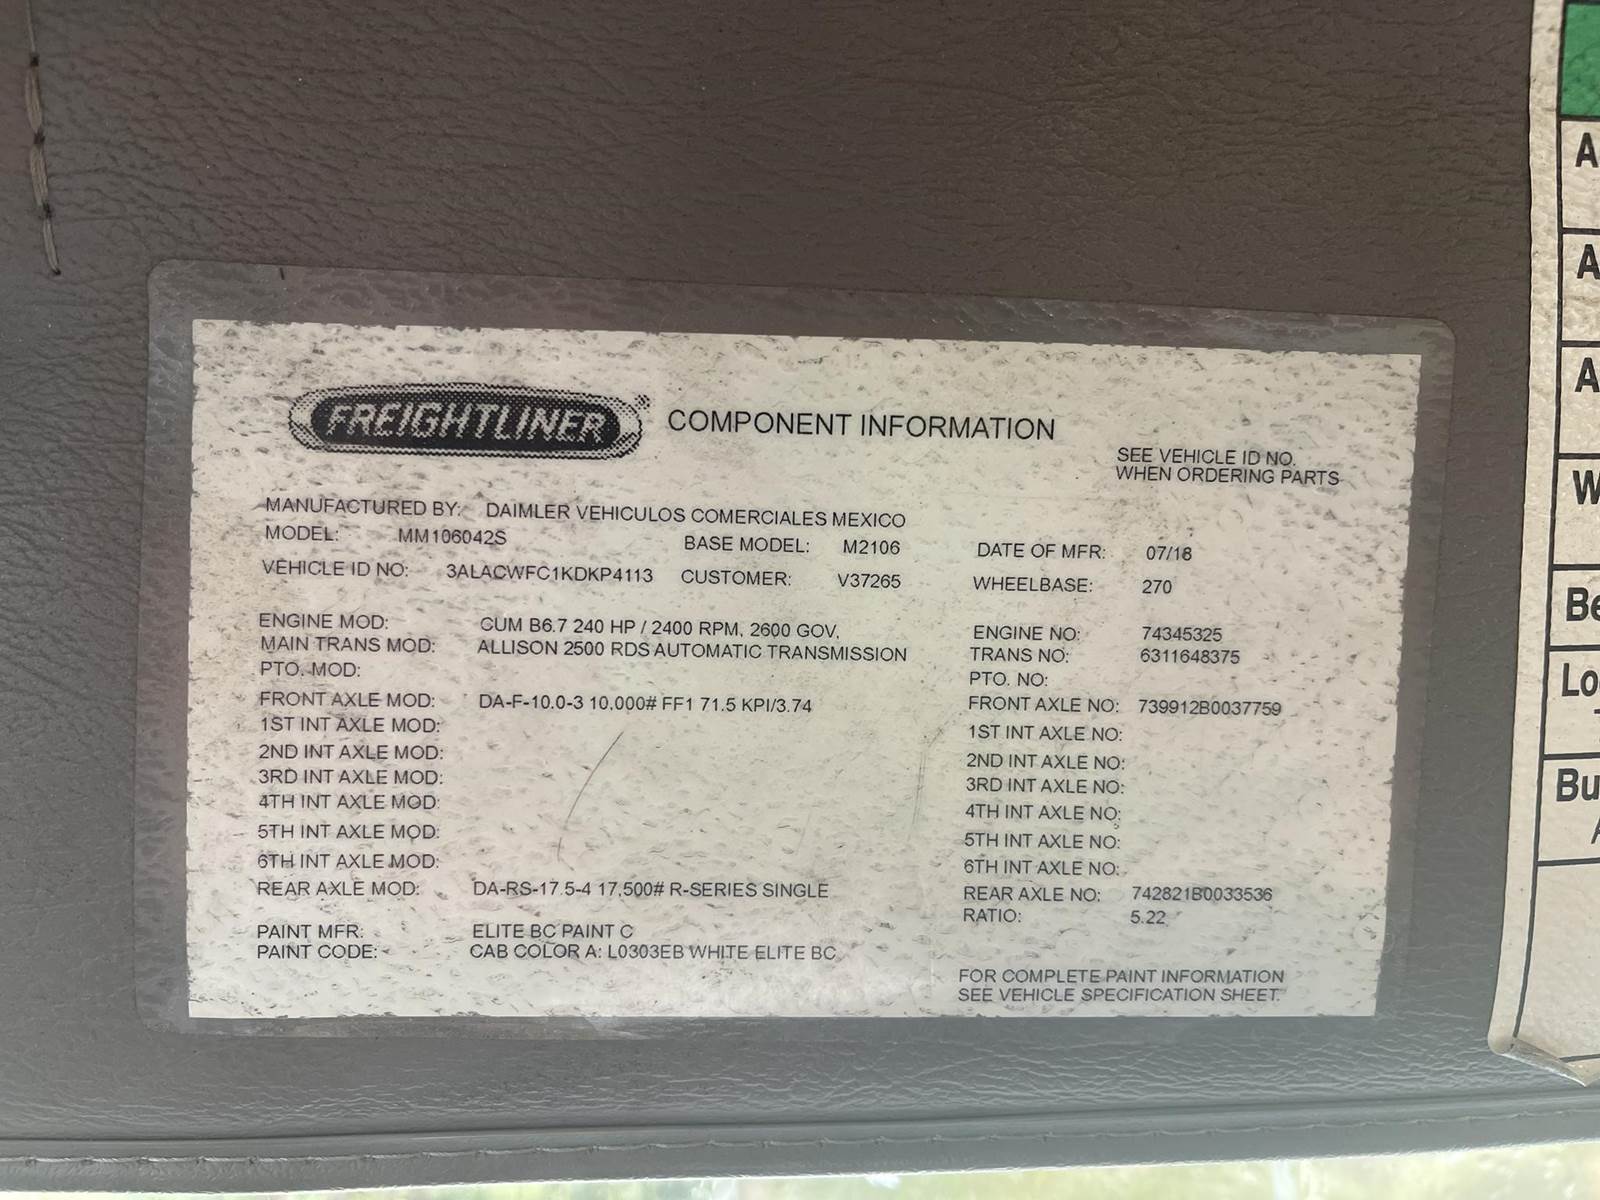 FREIGHTLINER COMPONENT INFORMATION
SEE VEHICLE ID NO.
WHEN ORDERING PARTS
MANUFACTURED BY: DAIMLER VEHICULOS COMERCIALES MEXICO
MODEL: MM106042S BASE MODEL: M2106 DATE OF MFR: 07/18
VEHICLE ID NO: 3ALACWFC1KDKP4113 CUSTOMER: V37265 WHEELBASE: 270
ENGINE MOD: CUM B6.7 240 HP / 2400 RPM, 2600 GOV, ENGINE NO: 74345325
MAIN TRANS MOD: ALLISON 2500 RDS AUTOMATIC TRANSMISSION TRANS NO: 6311648375
PTO. MOD: PTO. NO:
FRONT AXLE MOD: DA-F-10.0-3 10,000# FF1 71.5 KPI/3.74 FRONT AXLE NO: 739912B0037759
1ST INT AXLE MOD: 1ST INT AXLE NO:
2ND INT AXLE MOD: 2ND INT AXLE NO:
3RD INT AXLE MOD: 3RD INT AXLE NO:
4TH INT AXLE MOD: 4TH INT AXLE NO:
5TH INT AXLE MOD: 5TH INT AXLE NO:
6TH INT AXLE MOD: 6TH INT AXLE NO:
REAR AXLE MOD: DA-RS-17.5-4 17,500# R-SERIES SINGLE REAR AXLE NO: 742821B0033536
RATIO: 5.22
PAINT MFR: ELITE BC PAINT C
PAINT CODE: CAB COLOR A: L0303EB WHITE ELITE BC
FOR COMPLETE PAINT INFORMATION
SEE VEHICLE SPECIFICATION SHEET.